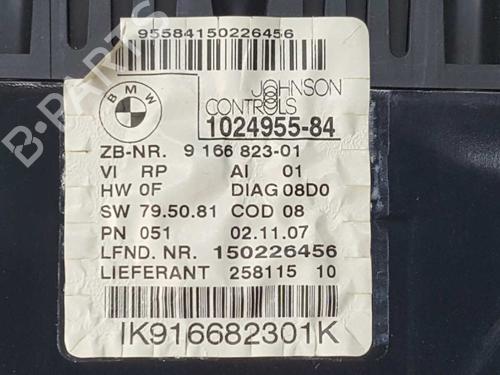 B-PARTS
95584150226456
BMW
JOHNSON
CONTROLS
1024955-84
ZB-NR. 9 166 823-01
VI RP AI 01
HW 0F DIAG 08D0
SW 79.50.81 COD 08
PN 051 02.11.07
LFND. NR. 150226456
LIEFERANT 258115 10
IK916682301K